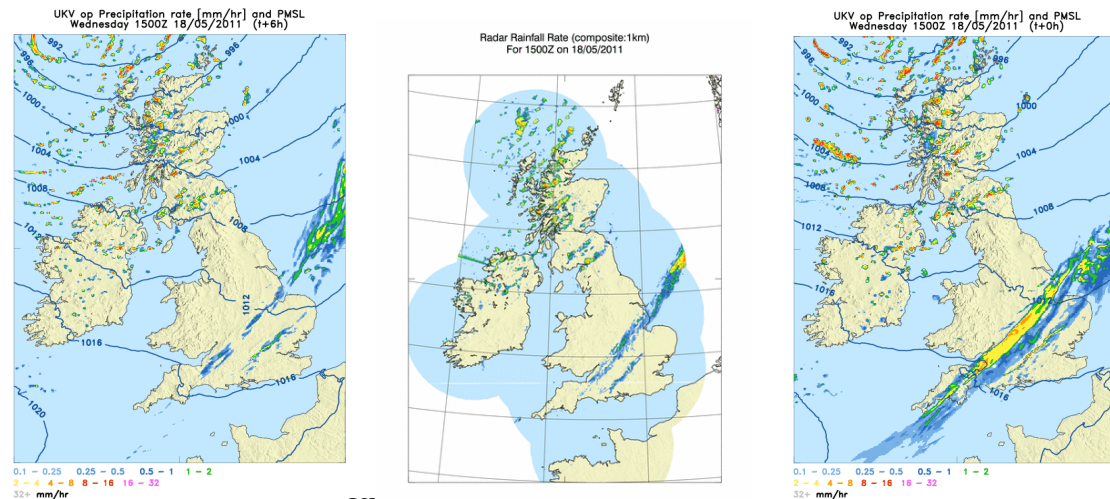 UKV op Precipitation rate [mm/hr] and PMSL
Wednesday 1500Z 18/05/2011 (t+6h)
992
996
996
1000
1000
1004
1004
1008
1008
1012
1012
1016
1016
1020
0.1 - 0.25 0.25 - 0.5 0.5 - 1 1 - 2
2 - 4 4 - 8 8 - 16 16 - 32
32+ mm/hr
Radar Rainfall Rate (composite:1km)
For 1500Z on 18/05/2011
UKV op Precipitation rate [mm/hr] and PMSL
Wednesday 1500Z 18/05/2011 (t+0h)
992
996
996
1000
1000
1004
1004
1008
1008
1012
1012
1016
1016
1020
0.1 - 0.25 0.25 - 0.5 0.5 - 1 1 - 2
2 - 4 4 - 8 8 - 16 16 - 32
32+ mm/hr